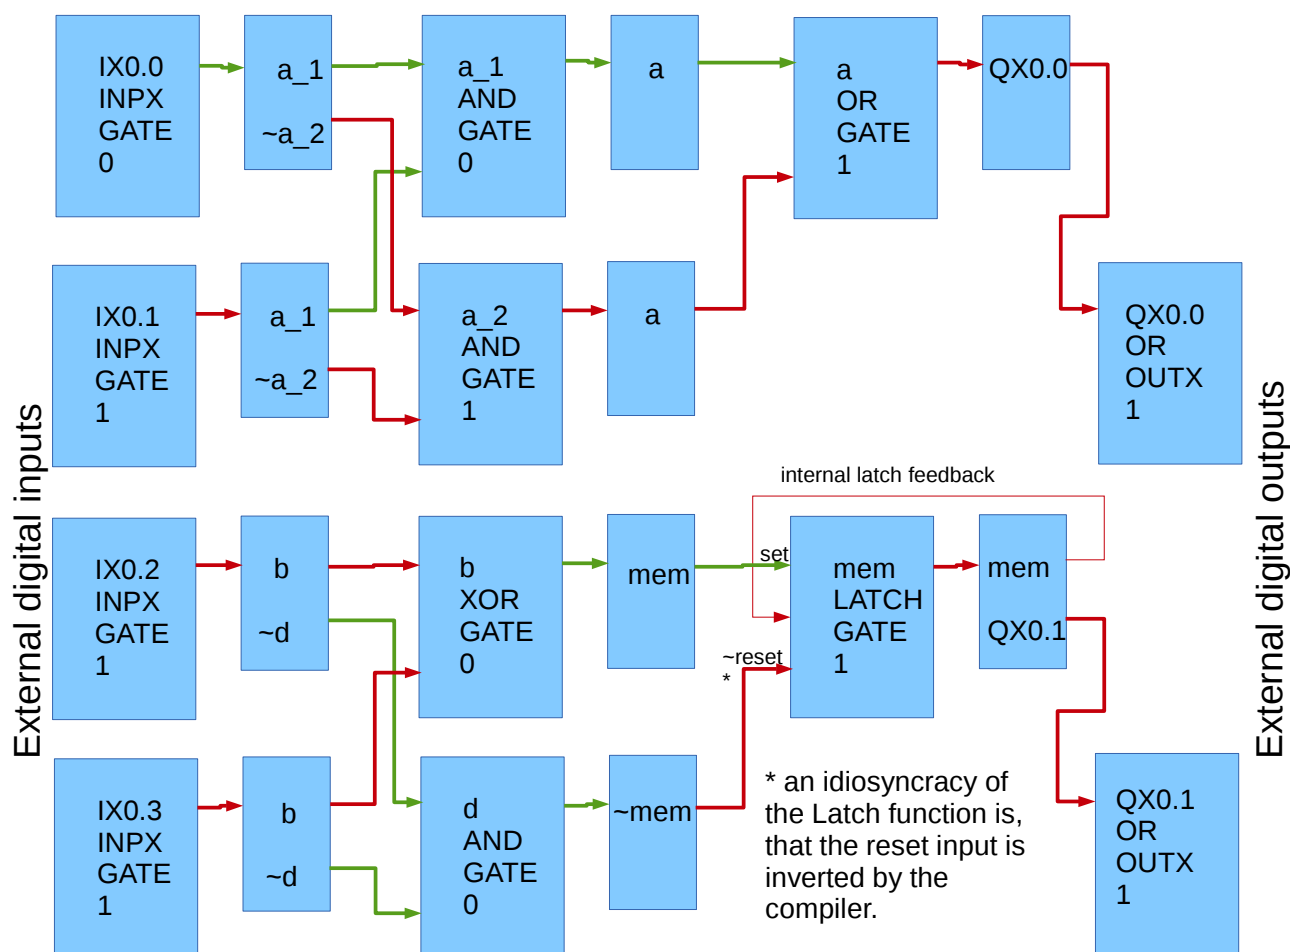 IX0.0
INPX
GATE
0
a_1
~a_2
a_1
AND
GATE
0
a
a
OR
GATE
1
QX0.0
IX0.1
INPX
GATE
1
a_1
~a_2
a_2
AND
GATE
1
a
QX0.0
OR
OUTX
1
External digital inputs
External digital outputs
internal latch feedback
IX0.2
INPX
GATE
1
b
~d
b
XOR
GATE
0
mem
set
~reset
*
mem
LATCH
GATE
1
mem
QX0.1
IX0.3
INPX
GATE
1
b
~d
d
AND
GATE
0
~mem
* an idiosyncracy of
the Latch function is,
that the reset input is
inverted by the
compiler.
QX0.1
OR
OUTX
1